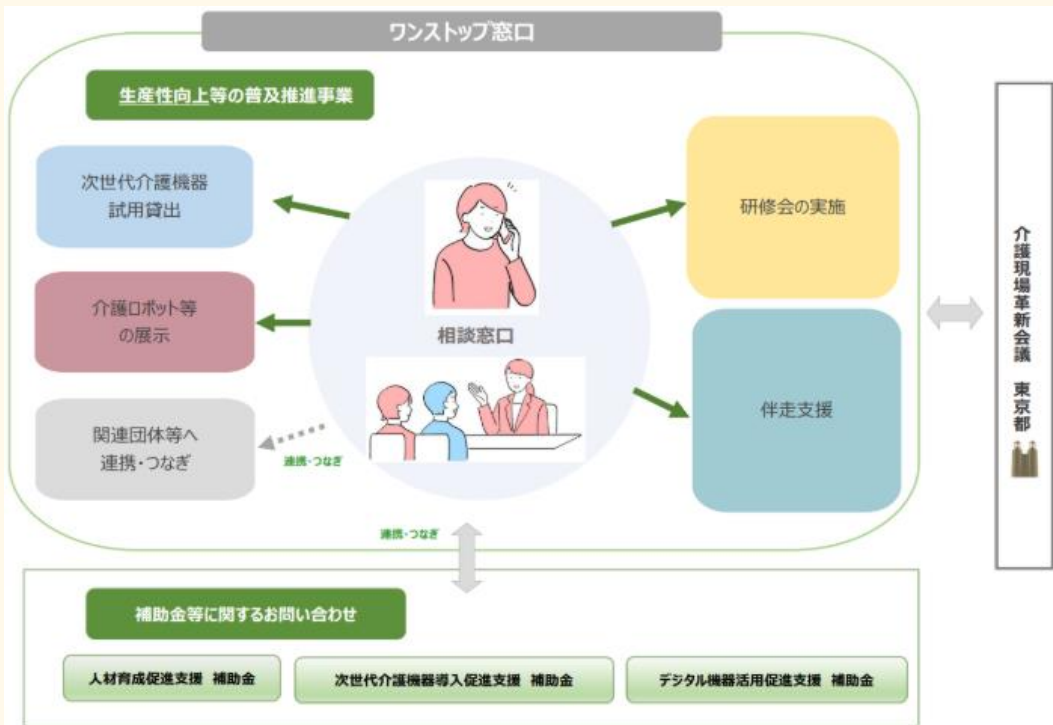 ワンストップ窓口
生産性向上等の普及推進事業
次世代介護機器
試用貸出
介護ロボット等
の展示
関連団体等へ
連携・つなぎ
連携・つなぎ
相談窓口
研修会の実施
伴走支援
連携・つなぎ
介護現場革新会議 東京都
補助金等に関するお問い合わせ
人材育成促進支援 補助金
次世代介護機器導入促進支援 補助金
デジタル機器活用促進支援 補助金